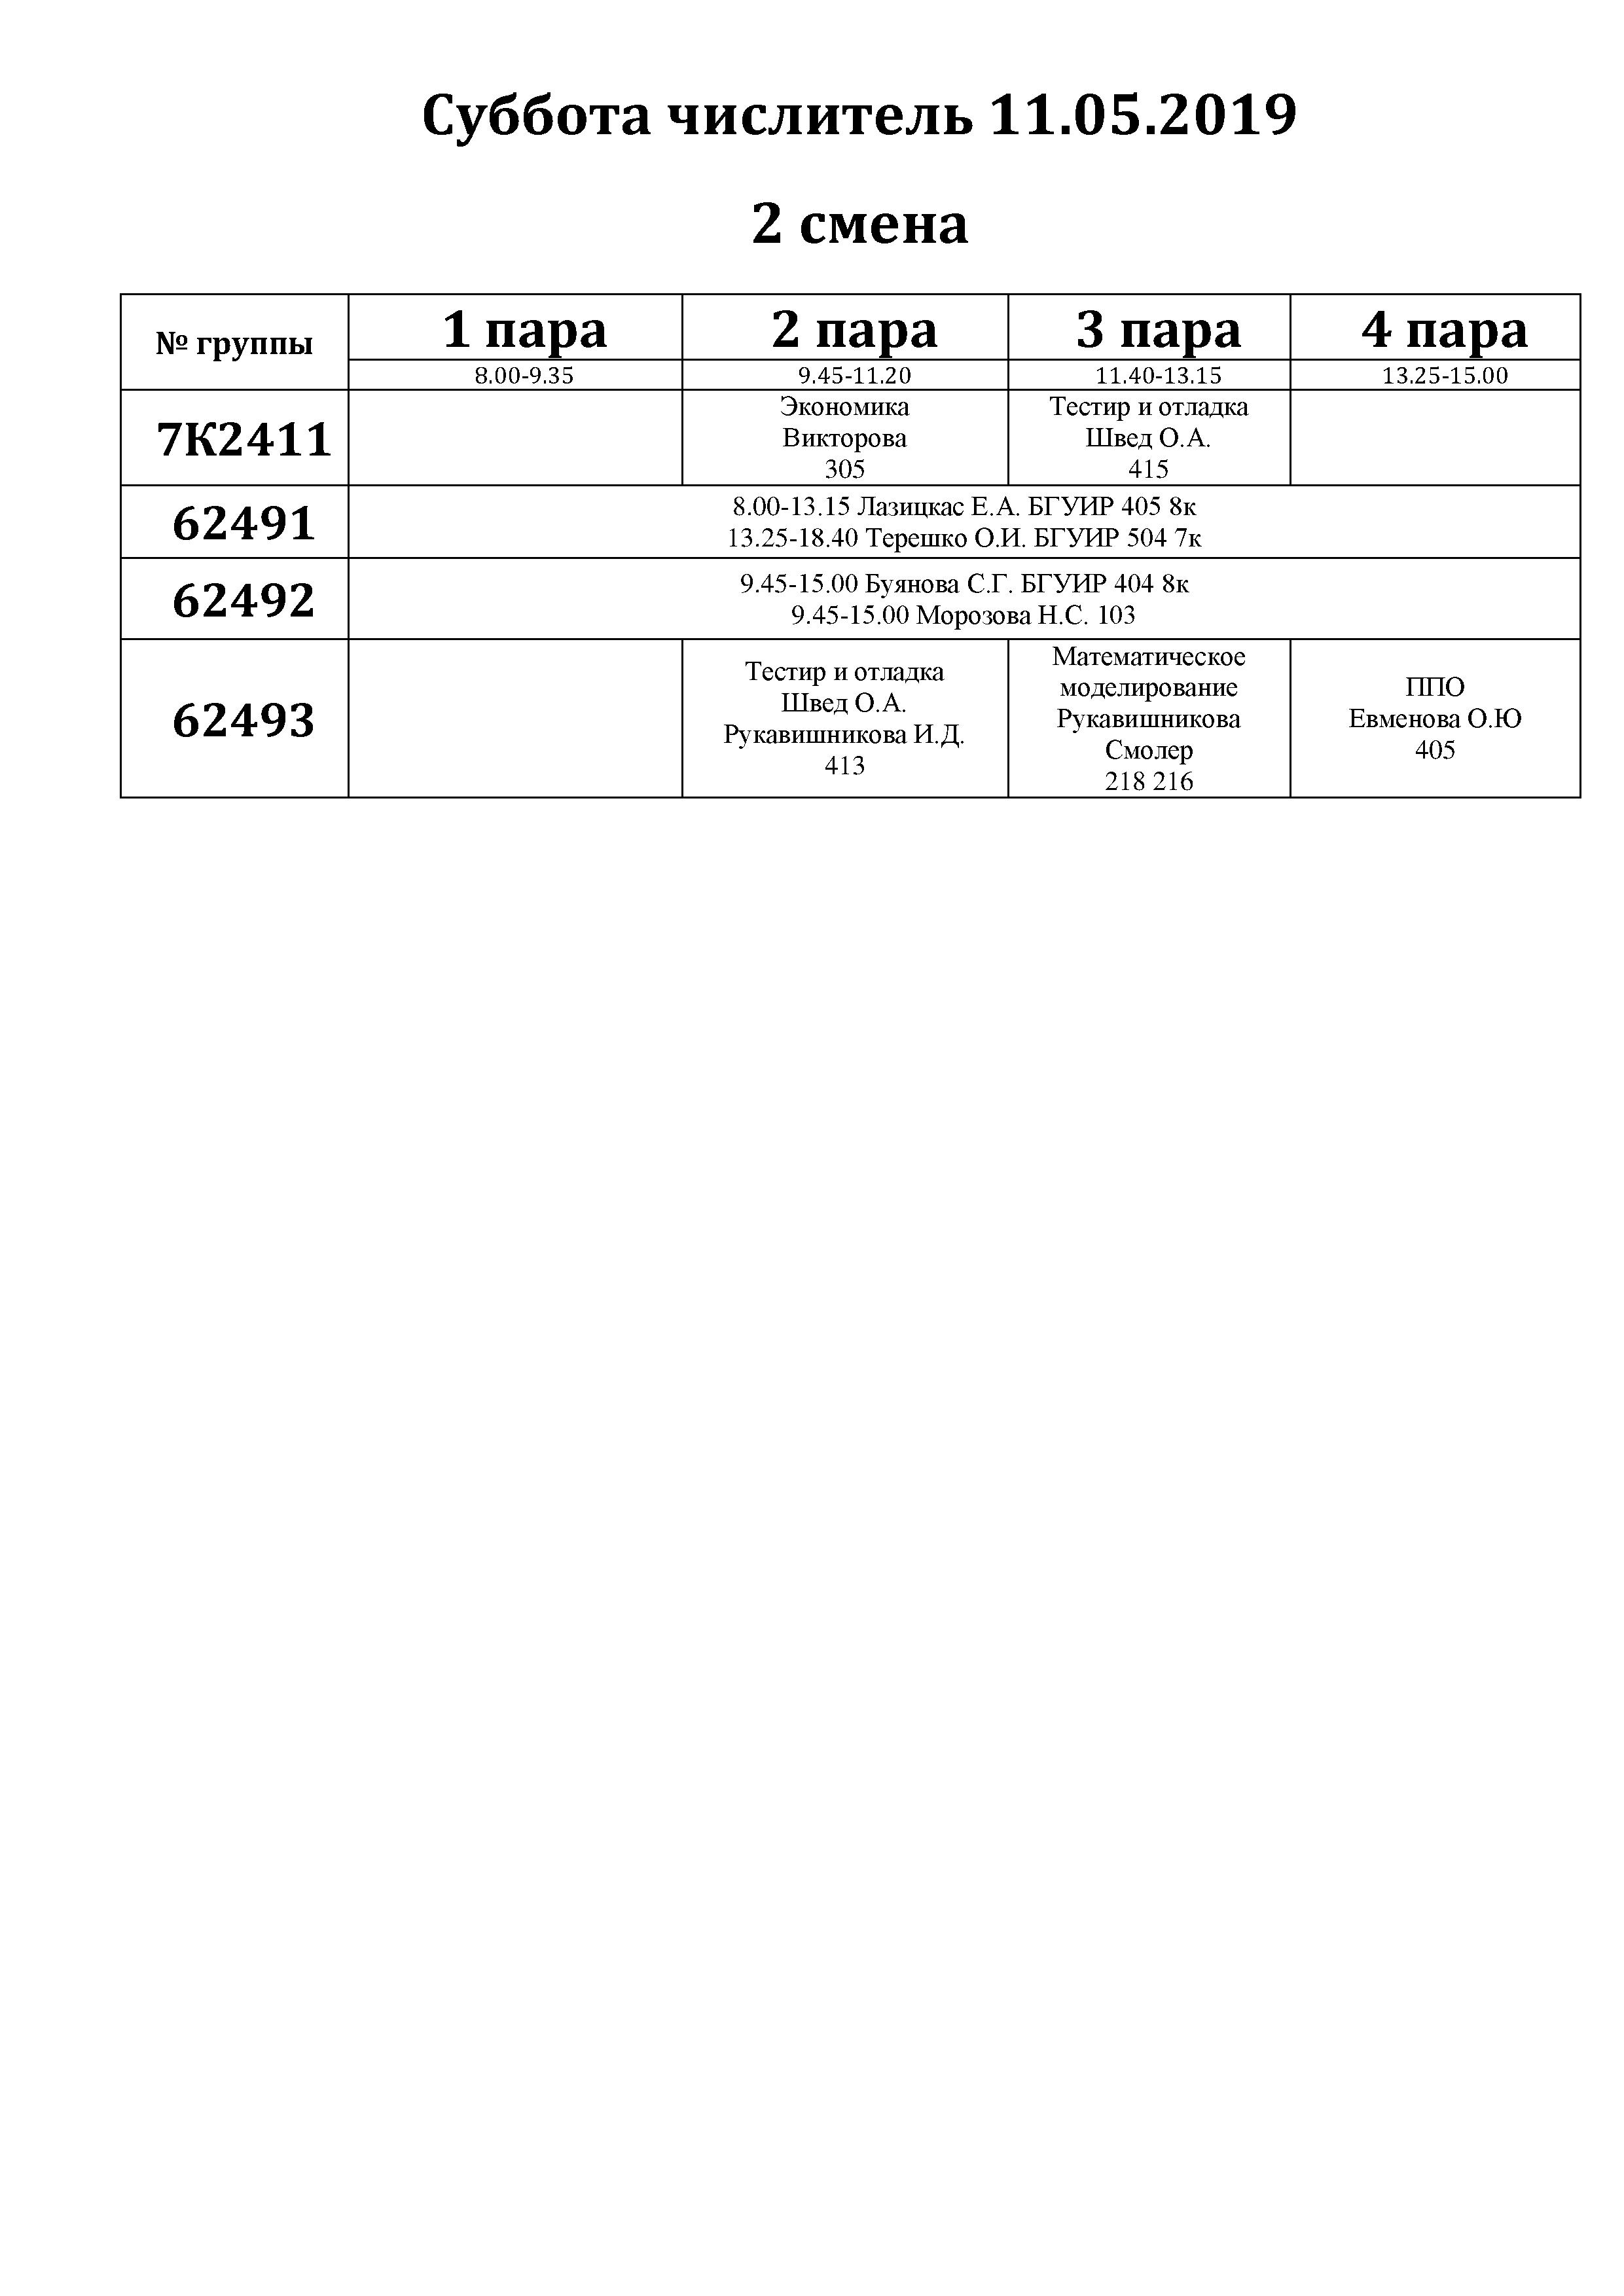 Суббота числитель 11.05.2019
2 смена
№ группы
1 пара
2 пара
3 пара
4 пара
8.00-9.35
9.45-11.20
11.40-13.15
13.25-15.00
7К2411
Экономика
Викторова
305
Тестир и отладка
Швед О.А.
415
62491
8.00-13.15 Лазицкас Е.А. БГУИР 405 8к
13.25-18.40 Терешко О.И. БГУИР 504 7к
62492
9.45-15.00 Буянова С.Г. БГУИР 404 8к
9.45-15.00 Морозова Н.С. 103
62493
Тестир и отладка
Швед О.А.
Рукавишникова И.Д.
413
Математическое
моделирование
Рукавишникова
Смолер
218 216
ППО
Евменова О.Ю
405